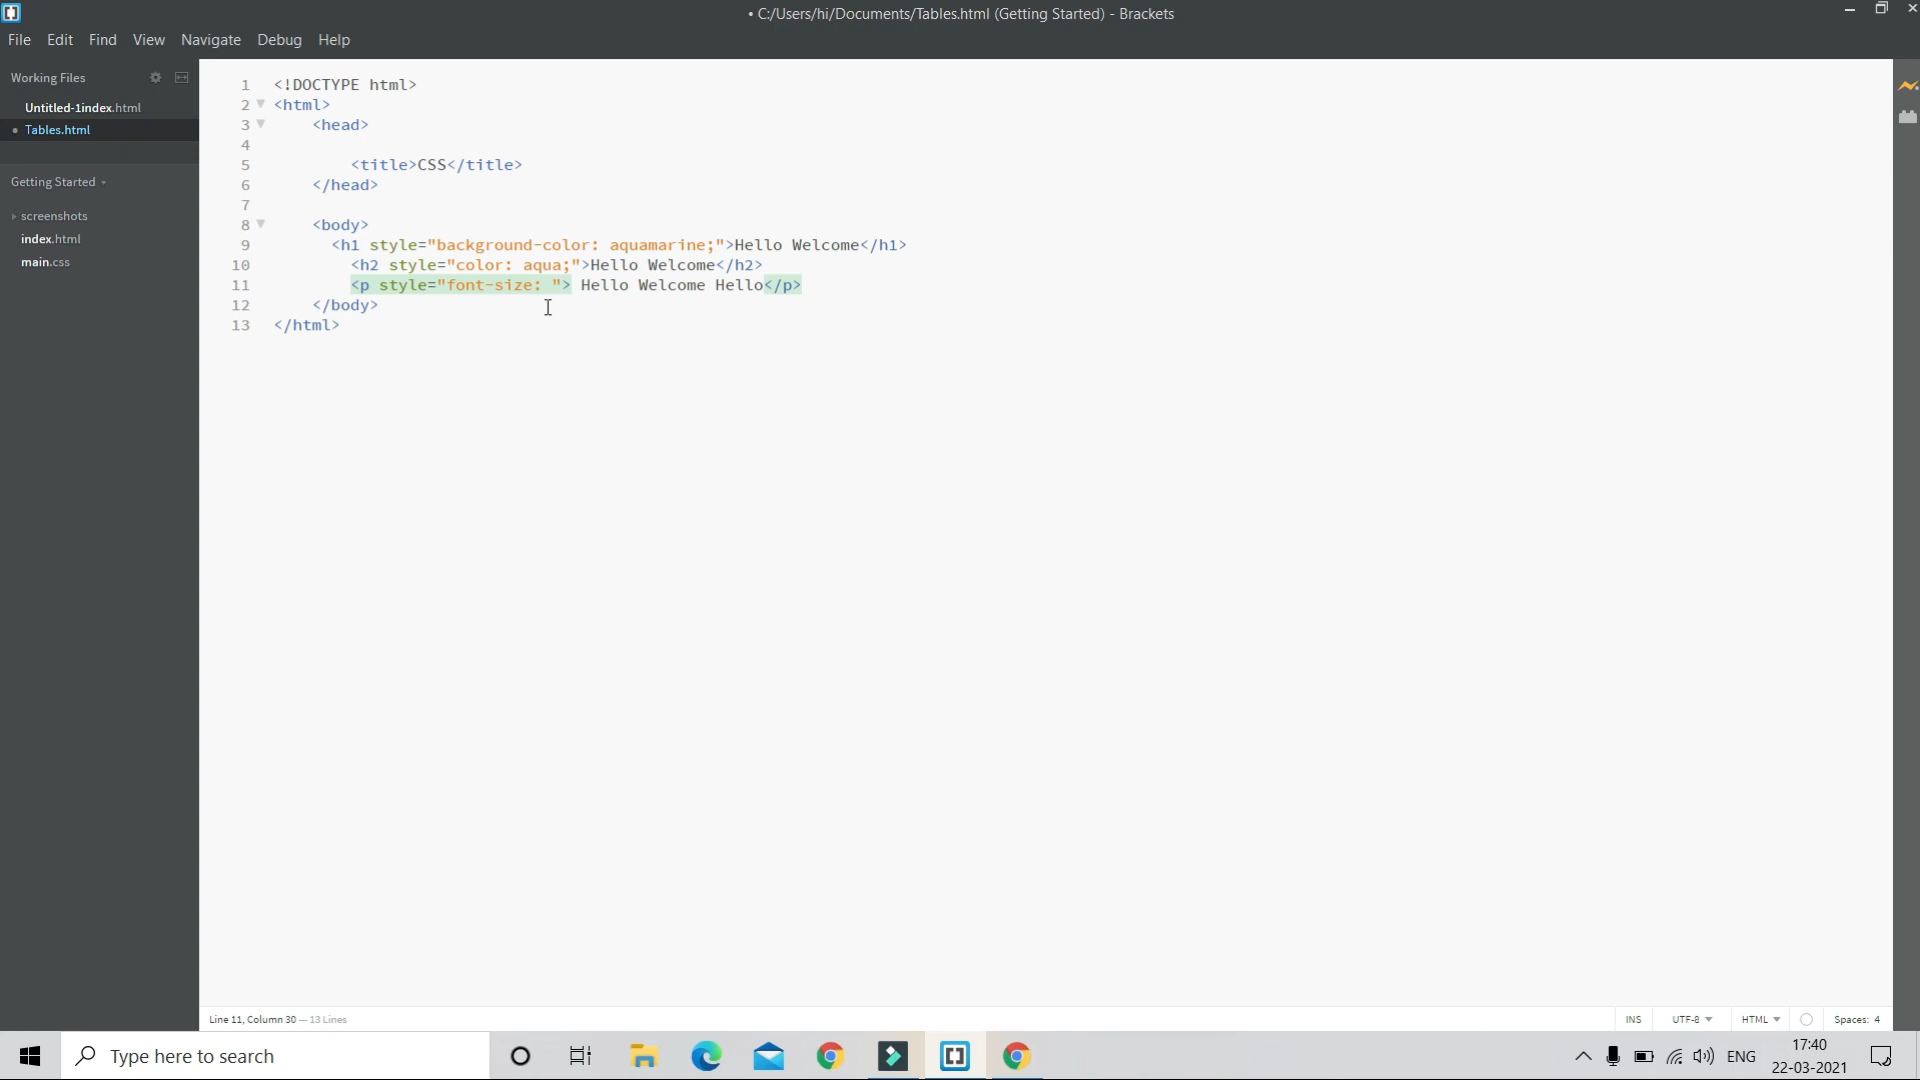 • C:/Users/hi/Documents/Tables.html (Getting Started) - Brackets
File Edit Find View Navigate Debug Help
Working Files
Untitled-1index.html
• Tables.html
Getting Started
screenshots
index.html
main.css
1 <!DOCTYPE html>
2 <html>
3 <head>
4
5 <title>CSS</title>
6 </head>
7
8 <body>
9 <h1 style="background-color: aquamarine;">Hello Welcome</h1>
10 <h2 style="color: aqua;">Hello Welcome</h2>
11 <p style="font-size: "> Hello Welcome Hello</p>
12 </body>
13 </html>
Line 11, Column 30 — 13 Lines
INS UTF-8 HTML Spaces: 4
Type here to search
ENG
17:40
22-03-2021